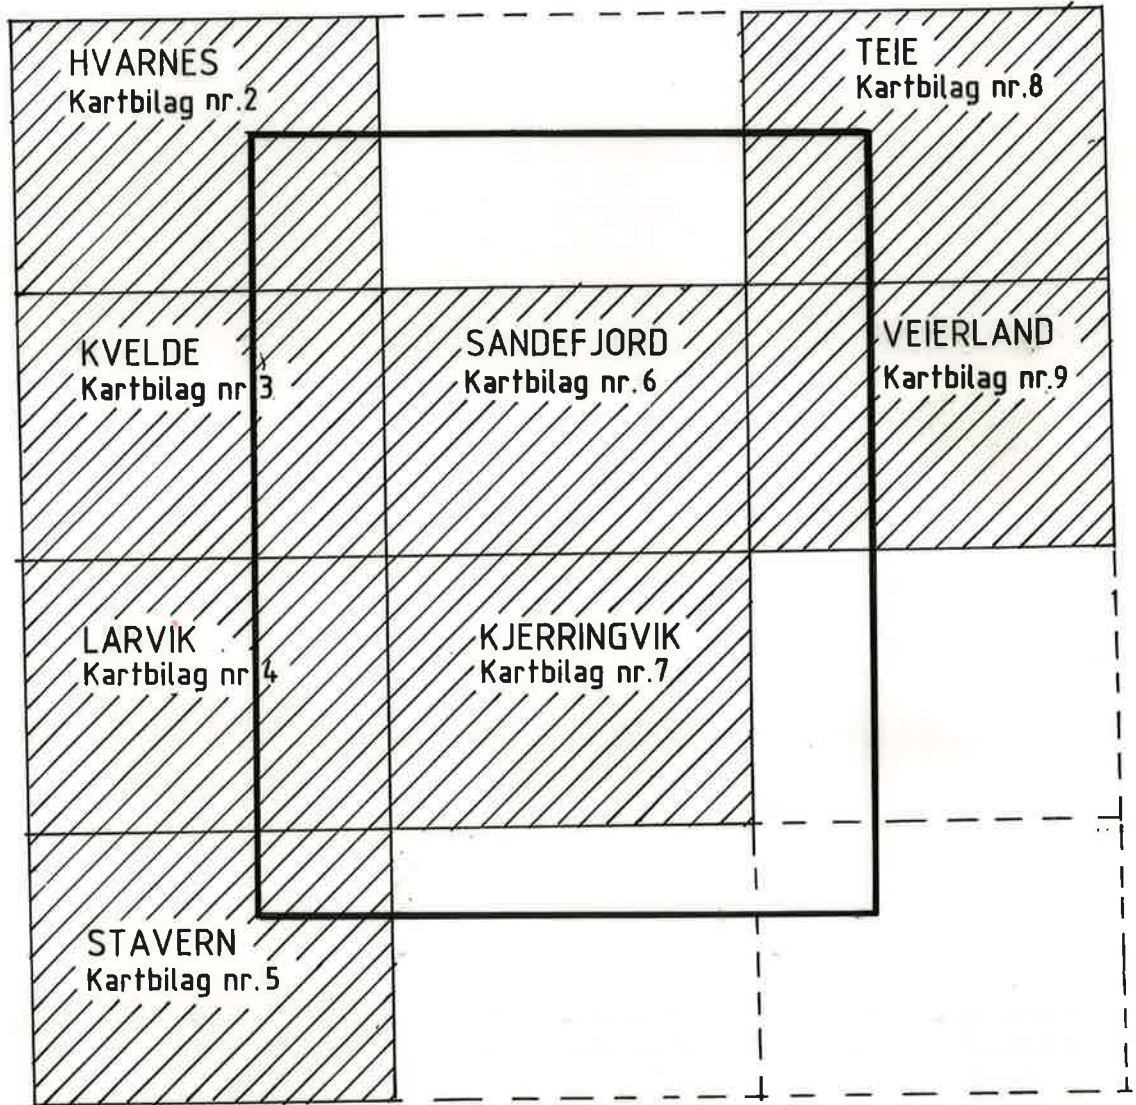 HVARNES
Kartbilag nr.2
TEIE
Kartbilag nr.8
KVELDE
Kartbilag nr 3
SANDEFJORD
Kartbilag nr.6
VEIERLAND
Kartbilag nr.9
LARVIK
Kartbilag nr 4
KJERRINGVIK
Kartbilag nr.7
STAVERN
Kartbilag nr.5